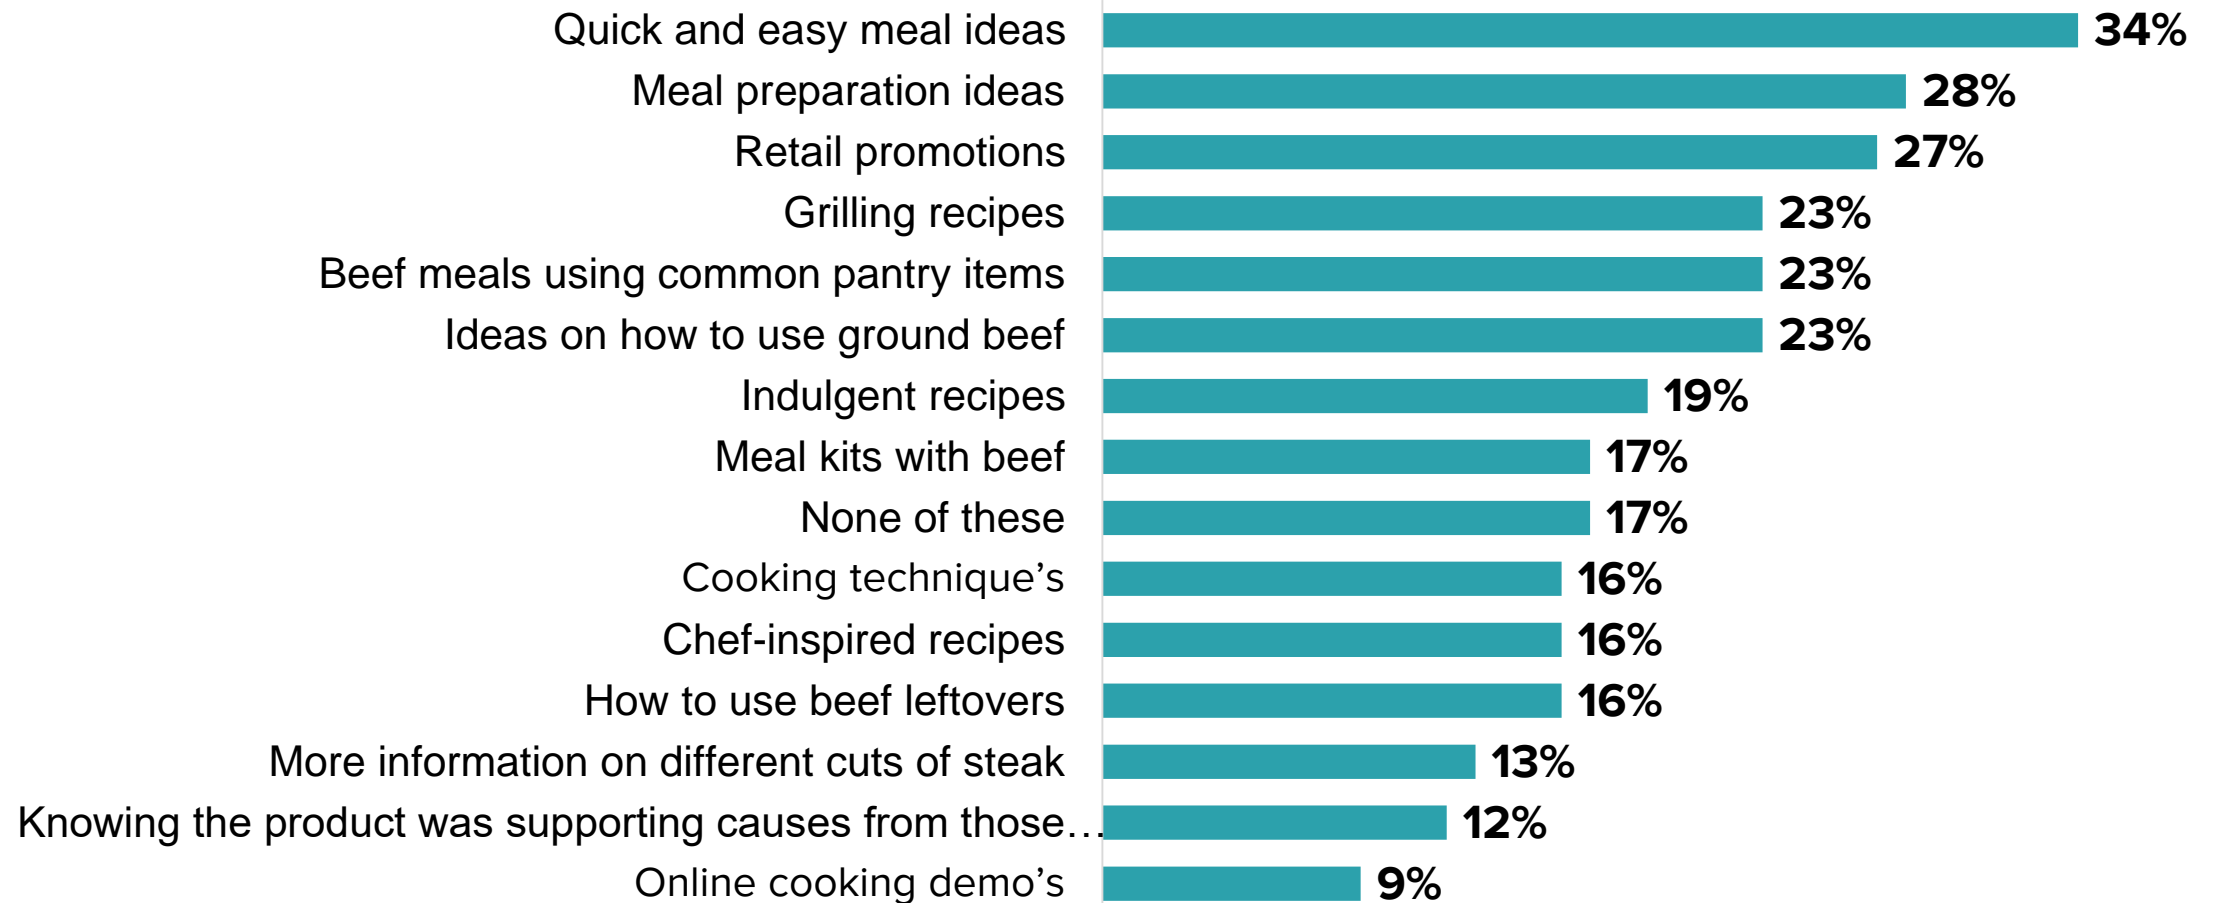 Quick and easy meal ideas 34%
Meal preparation ideas 28%
Retail promotions 27%
Grilling recipes 23%
Beef meals using common pantry items 23%
Ideas on how to use ground beef 23%
Indulgent recipes 19%
Meal kits with beef 17%
None of these 17%
Cooking technique’s 16%
Chef-inspired recipes 16%
How to use beef leftovers 16%
More information on different cuts of steak 13%
Knowing the product was supporting causes from those… 12%
Online cooking demo’s 9%